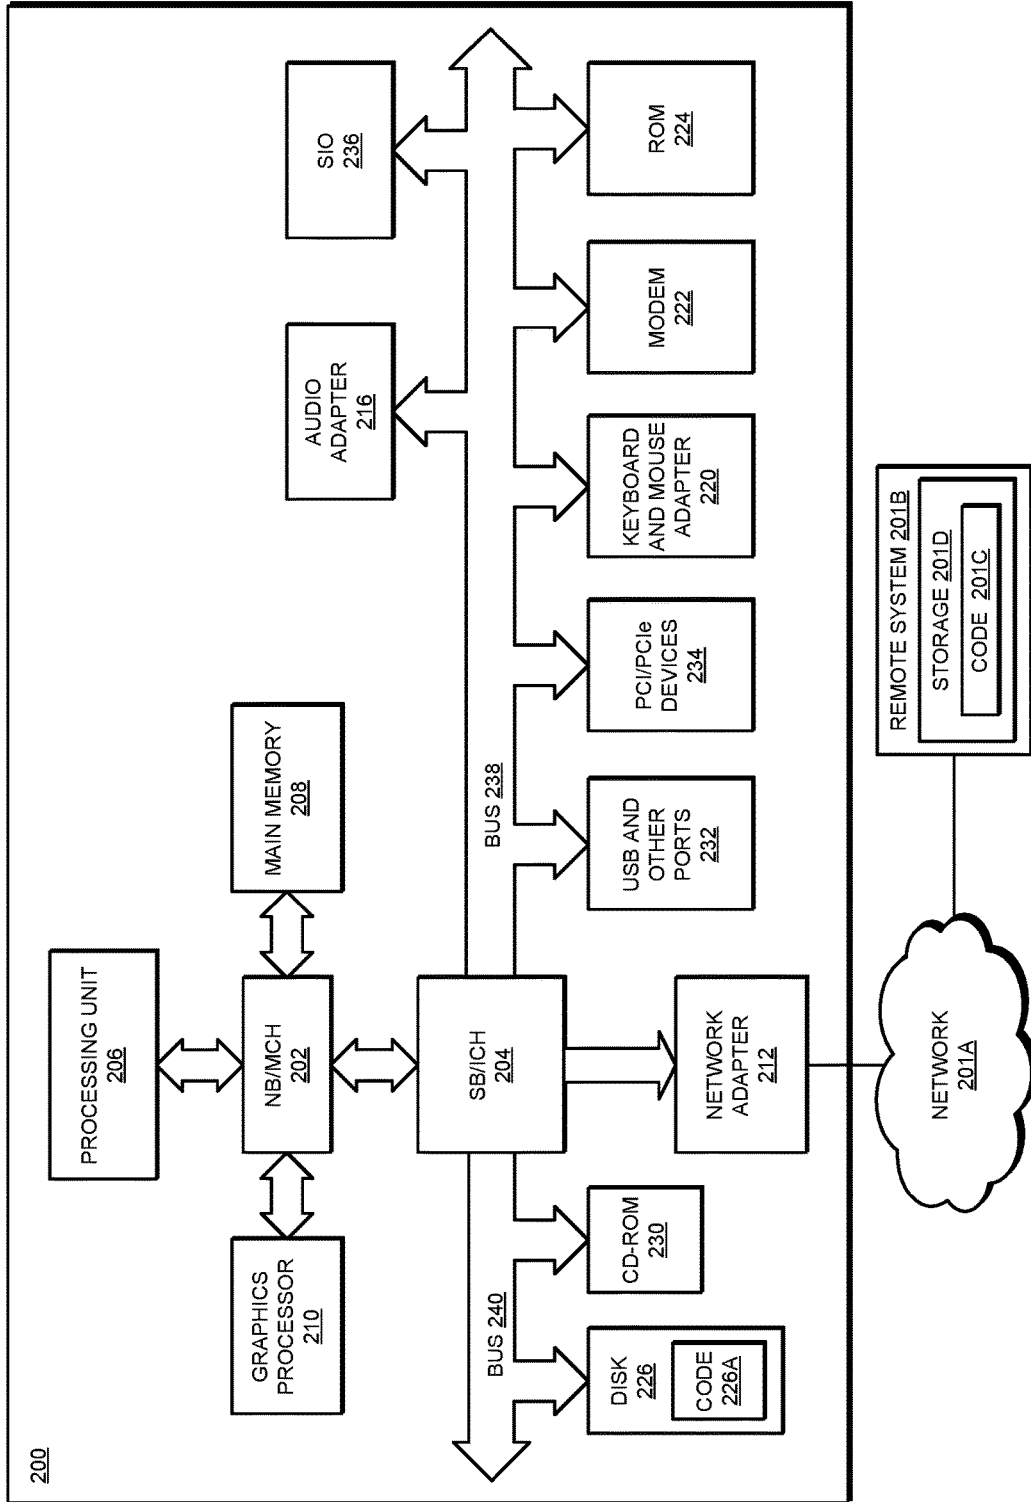 200
PROCESSING UNIT
206
GRAPHICS
PROCESSOR
210
NB/MCH
202
MAIN MEMORY
208
AUDIO
ADAPTER
216
SIO
236
SB/ICH
204
BUS 240
BUS 238
DISK
226
CODE
226A
CD-ROM
230
NETWORK
ADAPTER
212
USB AND
OTHER
PORTS
232
PCI/PCIe
DEVICES
234
KEYBOARD
AND MOUSE
ADAPTER
220
MODEM
222
ROM
224
NETWORK
201A
REMOTE SYSTEM 201B
STORAGE 201D
CODE 201C